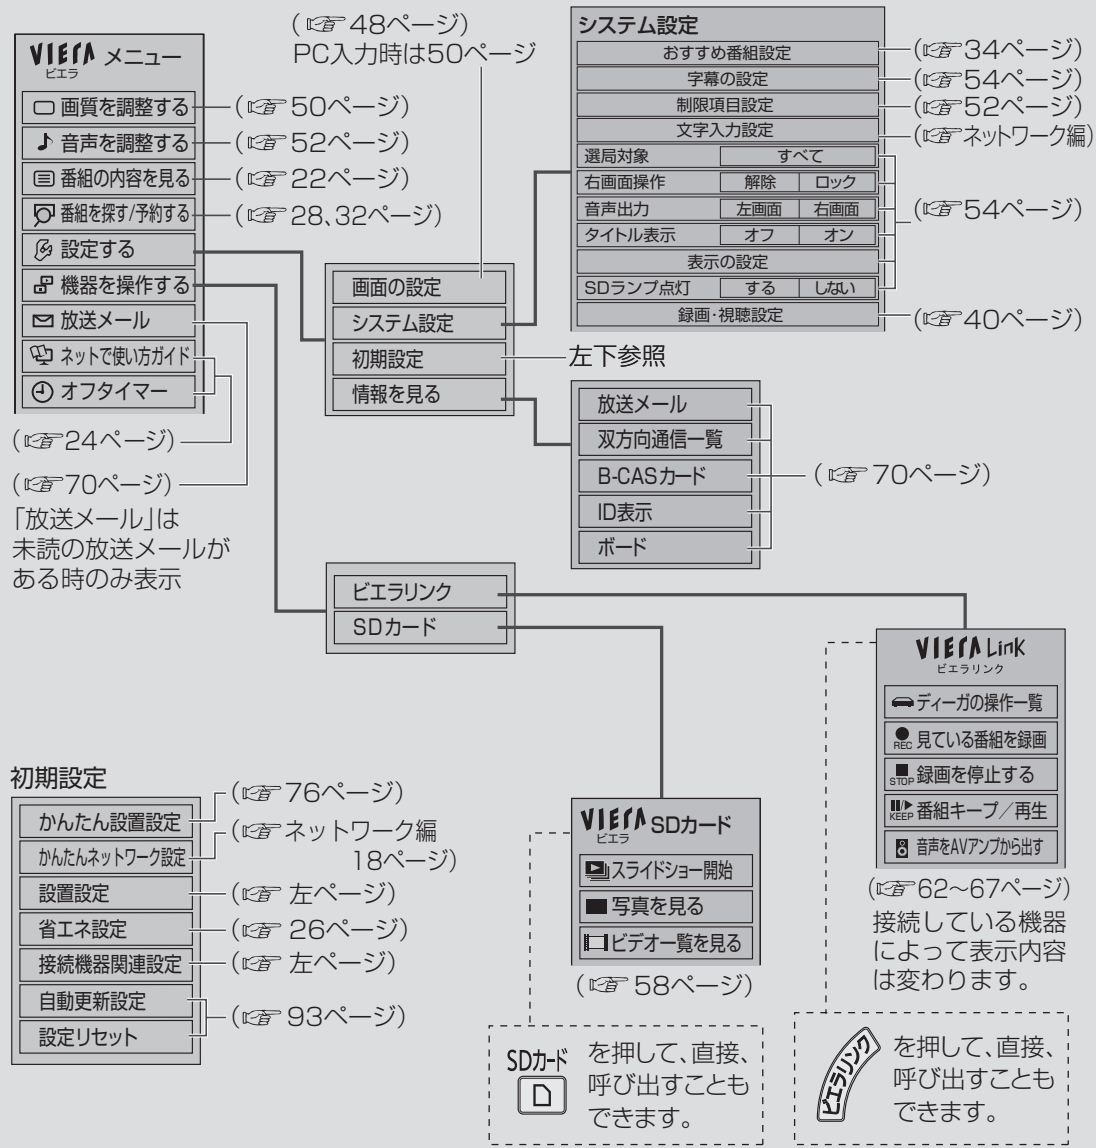 VIERA メニュー
ビエラ
画質を調整する
(☞50ページ)
音声を調整する
(☞52ページ)
番組の内容を見る
(☞22ページ)
番組を探す/予約する
(☞28、32ページ)
設定する
機器を操作する
放送メール
ネットで使い方ガイド
オフタイマー
(☞24ページ)
(☞70ページ)
「放送メール」は
未読の放送メールが
ある時のみ表示
(☞48ページ)
PC入力時は50ページ
画面の設定
システム設定
初期設定
左下参照
情報を見る
システム設定
おすすめ番組設定
(☞34ページ)
字幕の設定
(☞54ページ)
制限項目設定
(☞52ページ)
文字入力設定
(☞ネットワーク編)
選局対象 すべて
右画面操作 解除 ロック
音声出力 左画面 右画面
(☞54ページ)
タイトル表示 オフ オン
表示の設定
SDランプ点灯 する しない
録画・視聴設定
(☞40ページ)
放送メール
双方向通信一覧
B-CASカード
(☞70ページ)
ID表示
ボード
ビエラリンク
SDカード
VIERA Link
ビエラリンク
ディーガの操作一覧
REC 見ている番組を録画
STOP 録画を停止する
KEEP 番組キープ/再生
音声をAVアンプから出す
(☞62~67ページ)
接続している機器
によって表示内容
は変わります。
ビエラリンク
を押して、直接、
呼び出すことも
できます。
VIERA SDカード
ビエラ
スライドショー開始
写真を見る
ビデオ一覧を見る
(☞58ページ)
SDカード
を押して、直接、
呼び出すことも
できます。
初期設定
かんたん設置設定
(☞76ページ)
かんたんネットワーク設定
(☞ネットワーク編
18ページ)
設置設定
(☞左ページ)
省エネ設定
(☞26ページ)
接続機器関連設定
(☞左ページ)
自動更新設定
(☞93ページ)
設定リセット